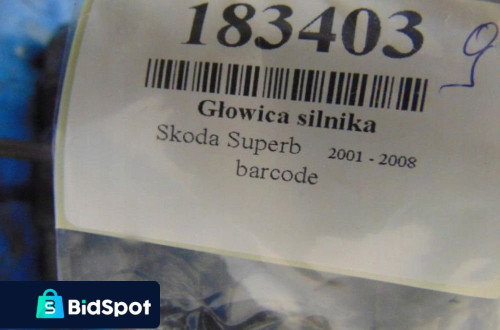 183403
9
Głowica silnika
Skoda Superb 2001 - 2008
barcode
BidSpot